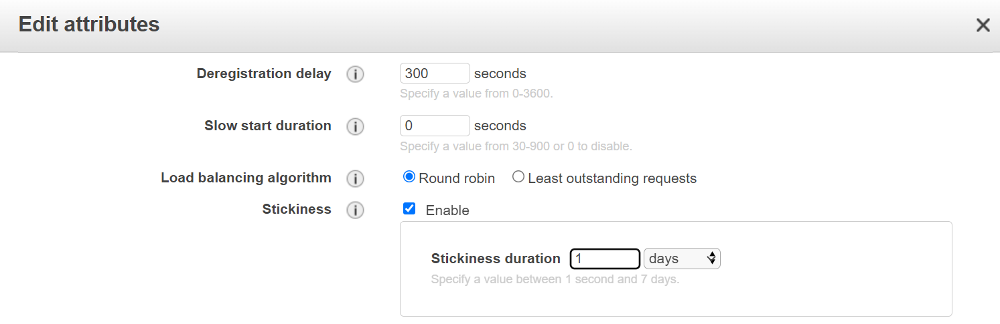 Edit attributes
Deregistration delay i 300 seconds
Specify a value from 0-3600.
Slow start duration i 0 seconds
Specify a value from 30-900 or 0 to disable.
Load balancing algorithm i Round robin Least outstanding requests
Stickiness i Enable
Stickiness duration 1 days
Specify a value between 1 second and 7 days.